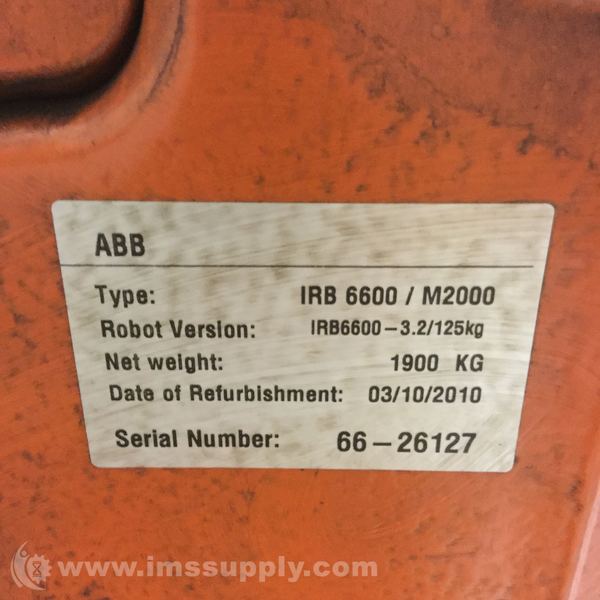 ABB
Type: IRB 6600 / M2000
Robot Version: IRB6600-3.2/125kg
Net weight: 1900 KG
Date of Refurbishment: 03/10/2010
Serial Number: 66-26127
www.imssupply.com